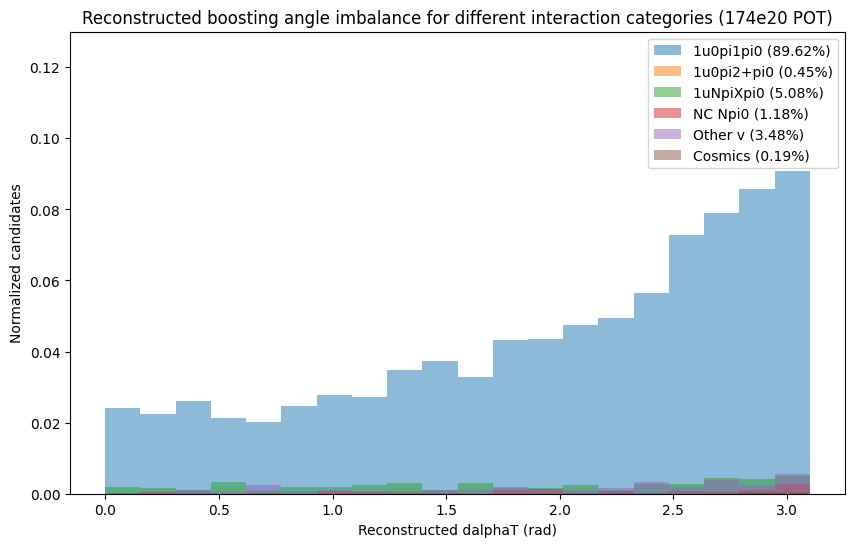 Reconstructed boosting angle imbalance for different interaction categories (174e20 POT)
1u0pi1pi0 (89.62%)
1u0pi2+pi0 (0.45%)
1uNpiXpi0 (5.08%)
NC Npi0 (1.18%)
Other v (3.48%)
Cosmics (0.19%)
Normalized candidates
0.12
0.10
0.08
0.06
0.04
0.02
0.00
0.0 0.5 1.0 1.5 2.0 2.5 3.0
Reconstructed dalphaT (rad)